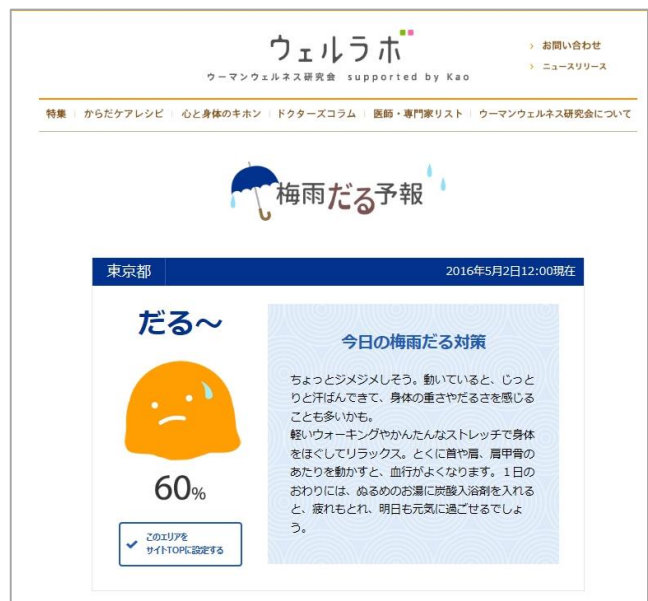 ウェルラボ
ウーマンウェルネス研究会 supported by Kao
> お問い合わせ
> ニュースリリース
特集 からだケアレシピ 心と身体のキホン ドクターズコラム 医師・専門家リスト ウーマンウェルネス研究会について
梅雨だる予報
東京都 2016年5月2日12:00現在
だる～
60%
このエリアを
サイトTOPに設定する
今日の梅雨だる対策
ちょっとジメジメしそう。動いていると、じっと
りと汗ばんできて、身体の重さやだるさを感じる
ことも多いかも。
軽いウォーキングやかんたんなストレッチで身体
をほぐしてリラックス。とくに首や肩、肩甲骨の
あたりを動かすと、血行がよくなります。1日の
おわりには、ぬるめのお湯に炭酸入浴剤を入れる
と、疲れもとれ、明日も元気に過ごせるでしょ
う。